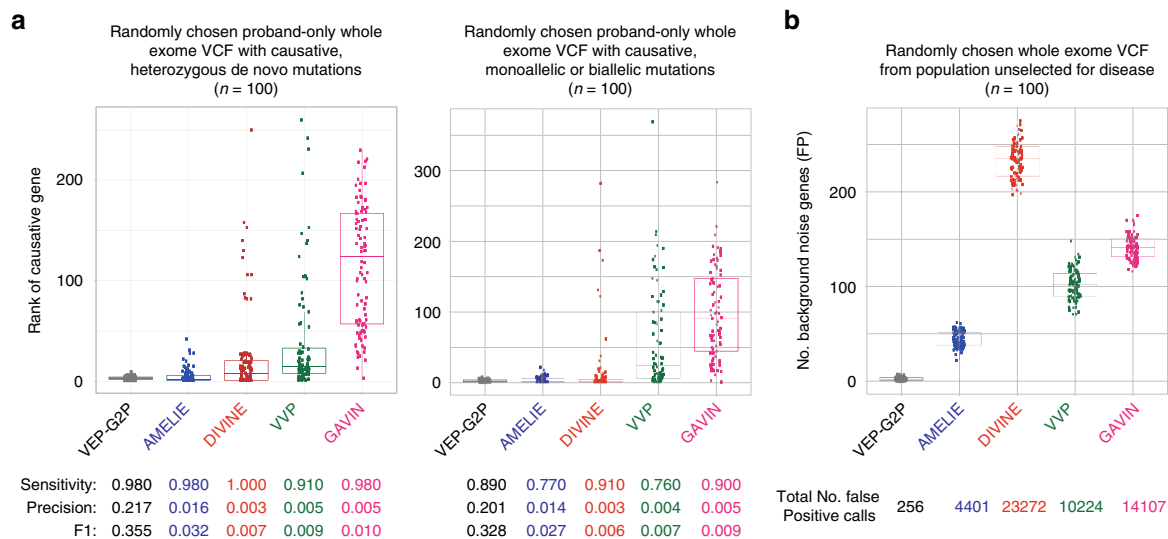 a
Randomly chosen proband-only whole
exome VCF with causative,
heterozygous de novo mutations
(n = 100)
Rank of causative gene
200
100
0
VEP-G2P
AMELIE
DIVINE
VVP
GAVIN
Sensitivity: 0.980 0.980 1.000 0.910 0.980
Precision: 0.217 0.016 0.003 0.005 0.005
F1: 0.355 0.032 0.007 0.009 0.010
Randomly chosen proband-only whole
exome VCF with causative,
monoallelic or biallelic mutations
(n = 100)
300
200
100
0
VEP-G2P
AMELIE
DIVINE
VVP
GAVIN
0.890 0.770 0.910 0.760 0.900
0.201 0.014 0.003 0.004 0.005
0.328 0.027 0.006 0.007 0.009
b
Randomly chosen whole exome VCF
from population unselected for disease
(n = 100)
No. background noise genes (FP)
200
100
0
VEP-G2P
AMELIE
DIVINE
VVP
GAVIN
Total No. false
Positive calls
256 4401 23272 10224 14107